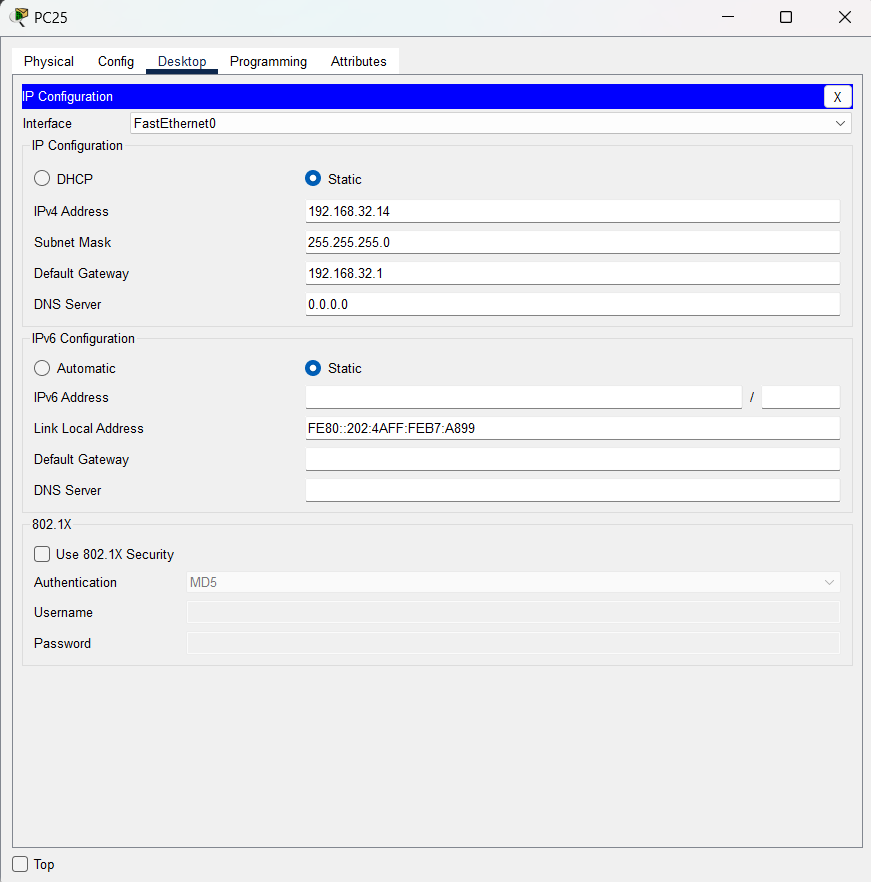 PC25
Physical Config Desktop Programming Attributes
IP Configuration X
Interface FastEthernet0
IP Configuration
DHCP Static
IPv4 Address 192.168.32.14
Subnet Mask 255.255.255.0
Default Gateway 192.168.32.1
DNS Server 0.0.0.0
IPv6 Configuration
Automatic Static
IPv6 Address /
Link Local Address FE80::202:4AFF:FEB7:A899
Default Gateway
DNS Server
802.1X
Use 802.1X Security
Authentication MD5
Username
Password
Top